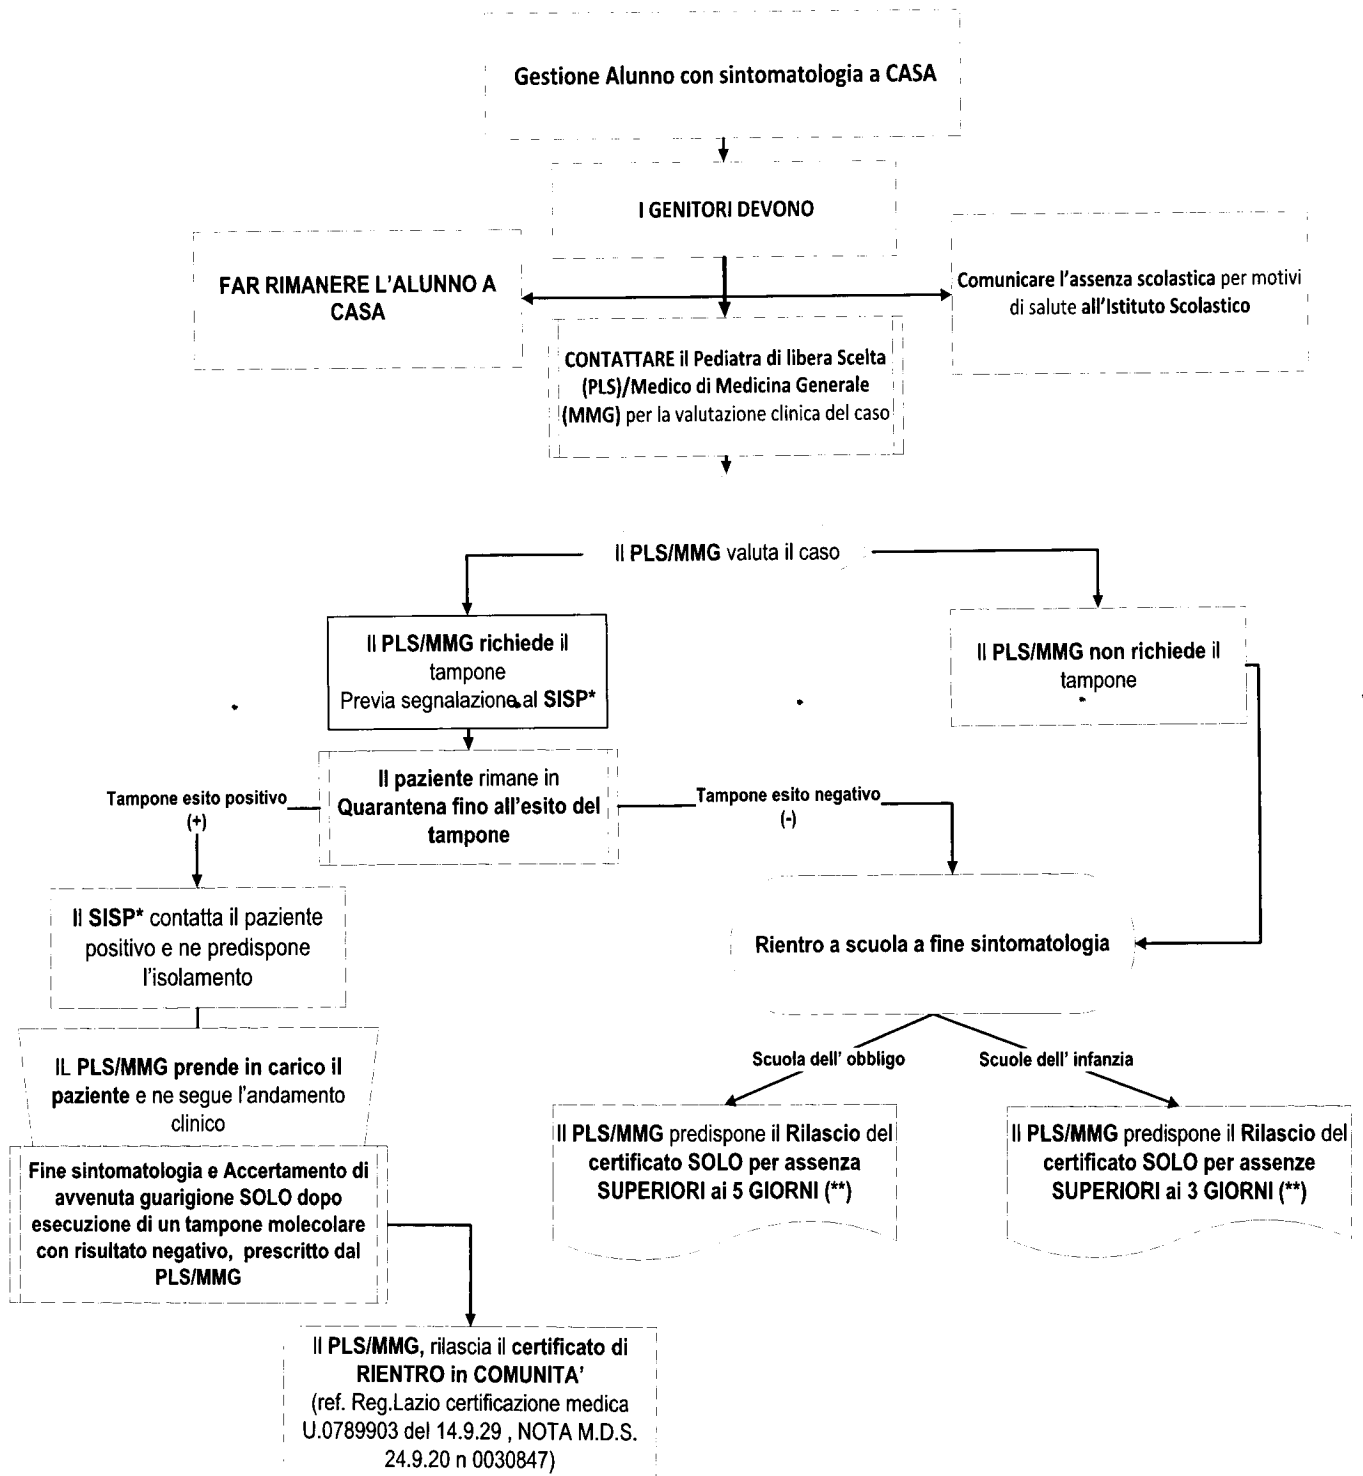 Gestione Alunno con sintomatologia a CASA
I GENITORI DEVONO
FAR RIMANERE L'ALUNNO A
CASA
Comunicare l'assenza scolastica per motivi
di salute all'Istituto Scolastico
CONTATTARE il Pediatra di libera Scelta
(PLS)/Medico di Medicina Generale
(MMG) per la valutazione clinica del caso
Il PLS/MMG valuta il caso
Il PLS/MMG richiede il
tampone
Previa segnalazione al SISP*
Il PLS/MMG non richiede il
tampone
Il paziente rimane in
Quarantena fino all'esito del
tampone
Tampone esito positivo
(+)
Tampone esito negativo
(-)
Il SISP* contatta il paziente
positivo e ne predispone
l'isolamento
Rientro a scuola a fine sintomatologia
IL PLS/MMG prende in carico il
paziente e ne segue l'andamento
clinico
Scuola dell' obbligo
Scuole dell' infanzia
Il PLS/MMG predispone il Rilascio del
certificato SOLO per assenza
SUPERIORI ai 5 GIORNI (**)
Il PLS/MMG predispone il Rilascio del
certificato SOLO per assenze
SUPERIORI ai 3 GIORNI (**)
Fine sintomatologia e Accertamento di
avvenuta guarigione SOLO dopo
esecuzione di un tampone molecolare
con risultato negativo, prescritto dal
PLS/MMG
Il PLS/MMG, rilascia il certificato di
RIENTRO in COMUNITA'
(ref. Reg.Lazio certificazione medica
U.0789903 del 14.9.29 , NOTA M.D.S.
24.9.20 n 0030847)